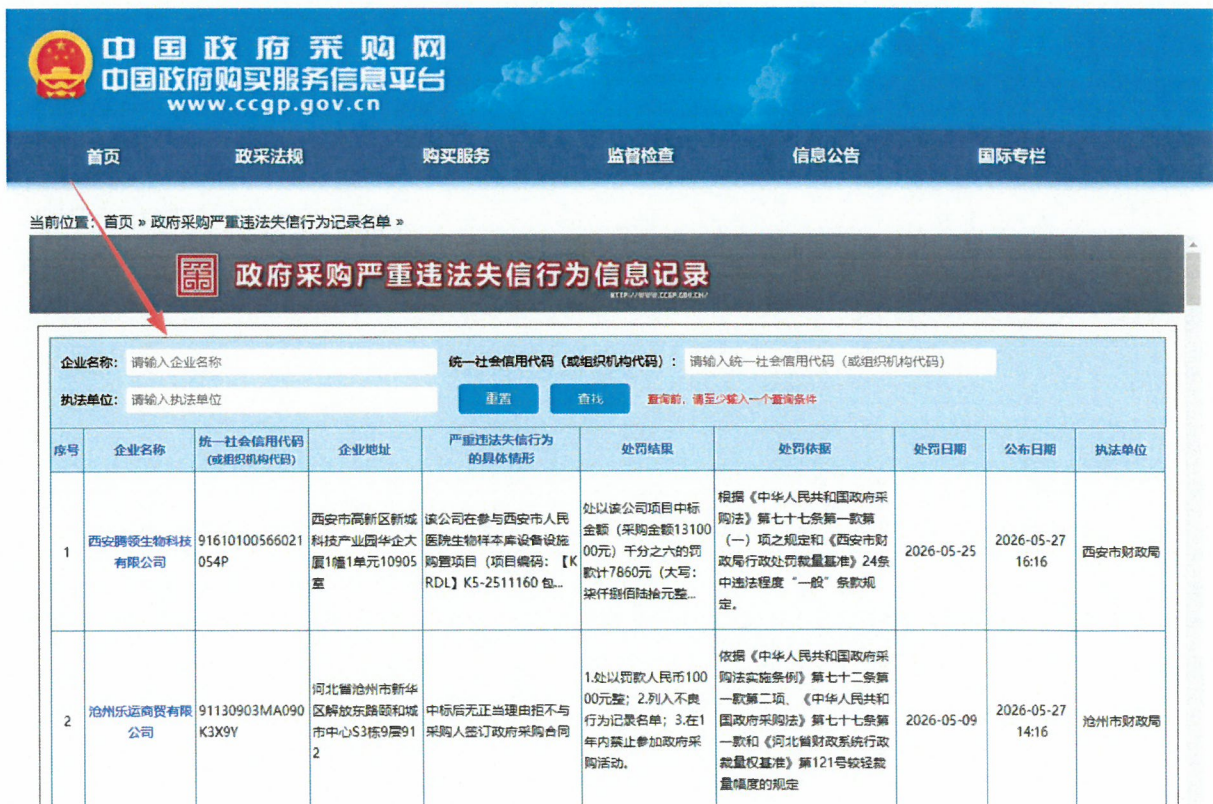 中国政府采购网
中国政府购买服务信息平台
www.ccgp.gov.cn
首页 政采法规 购买服务 监督检查 信息公告 国际专栏
当前位置：首页 » 政府采购严重违法失信行为记录名单 »
政府采购严重违法失信行为信息记录
HTTP://WWW.CCGP.GOV.CN/
企业名称： 请输入企业名称 统一社会信用代码（或组织机构代码）： 请输入统一社会信用代码（或组织机构代码）
执法单位： 请输入执法单位 重置 查找 查询前，请至少输入一个查询条件
序号 企业名称 统一社会信用代码 企业地址 严重违法失信行为 处罚结果 处罚依据 处罚日期 公布日期 执法单位
(或组织机构代码) 的具体情形
1
西安腾领生物科技
有限公司
91610100566021
054P
西安市高新区新城
科技产业园华企大
厦1幢1单元10905
室
该公司在参与西安市人民
医院生物样本库设备设施
购置项目（项目编码：【K
RDL】K5-2511160 包...
处以该公司项目中标
金额（采购金额13100
00元）千分之六的罚
款计7860元（大写：
柒仟捌佰陆拾元整...
根据《中华人民共和国政府采
购法》第七十七条第一款第
（一）项之规定和《西安市财
政局行政处罚裁量基准》24条
中违法程度“一般”条款规
定。
2026-05-25
2026-05-27
16:16
西安市财政局
2
沧州乐运商贸有限
公司
91130903MA090
K3X9Y
河北省沧州市新华
区解放东路颐和城
市中心S3栋9层91
2
中标后无正当理由拒不与
采购人签订政府采购合同
1.处以罚款人民币100
00元整；2.列入不良
行为记录名单；3.在1
年内禁止参加政府采
购活动。
依据《中华人民共和国政府采
购法实施条例》第七十二条第
一款第二项、《中华人民共和
国政府采购法》第七十七条第
一款和《河北省财政系统行政
裁量权基准》第121号较轻裁
量幅度的规定
2026-05-09
2026-05-27
14:16
沧州市财政局